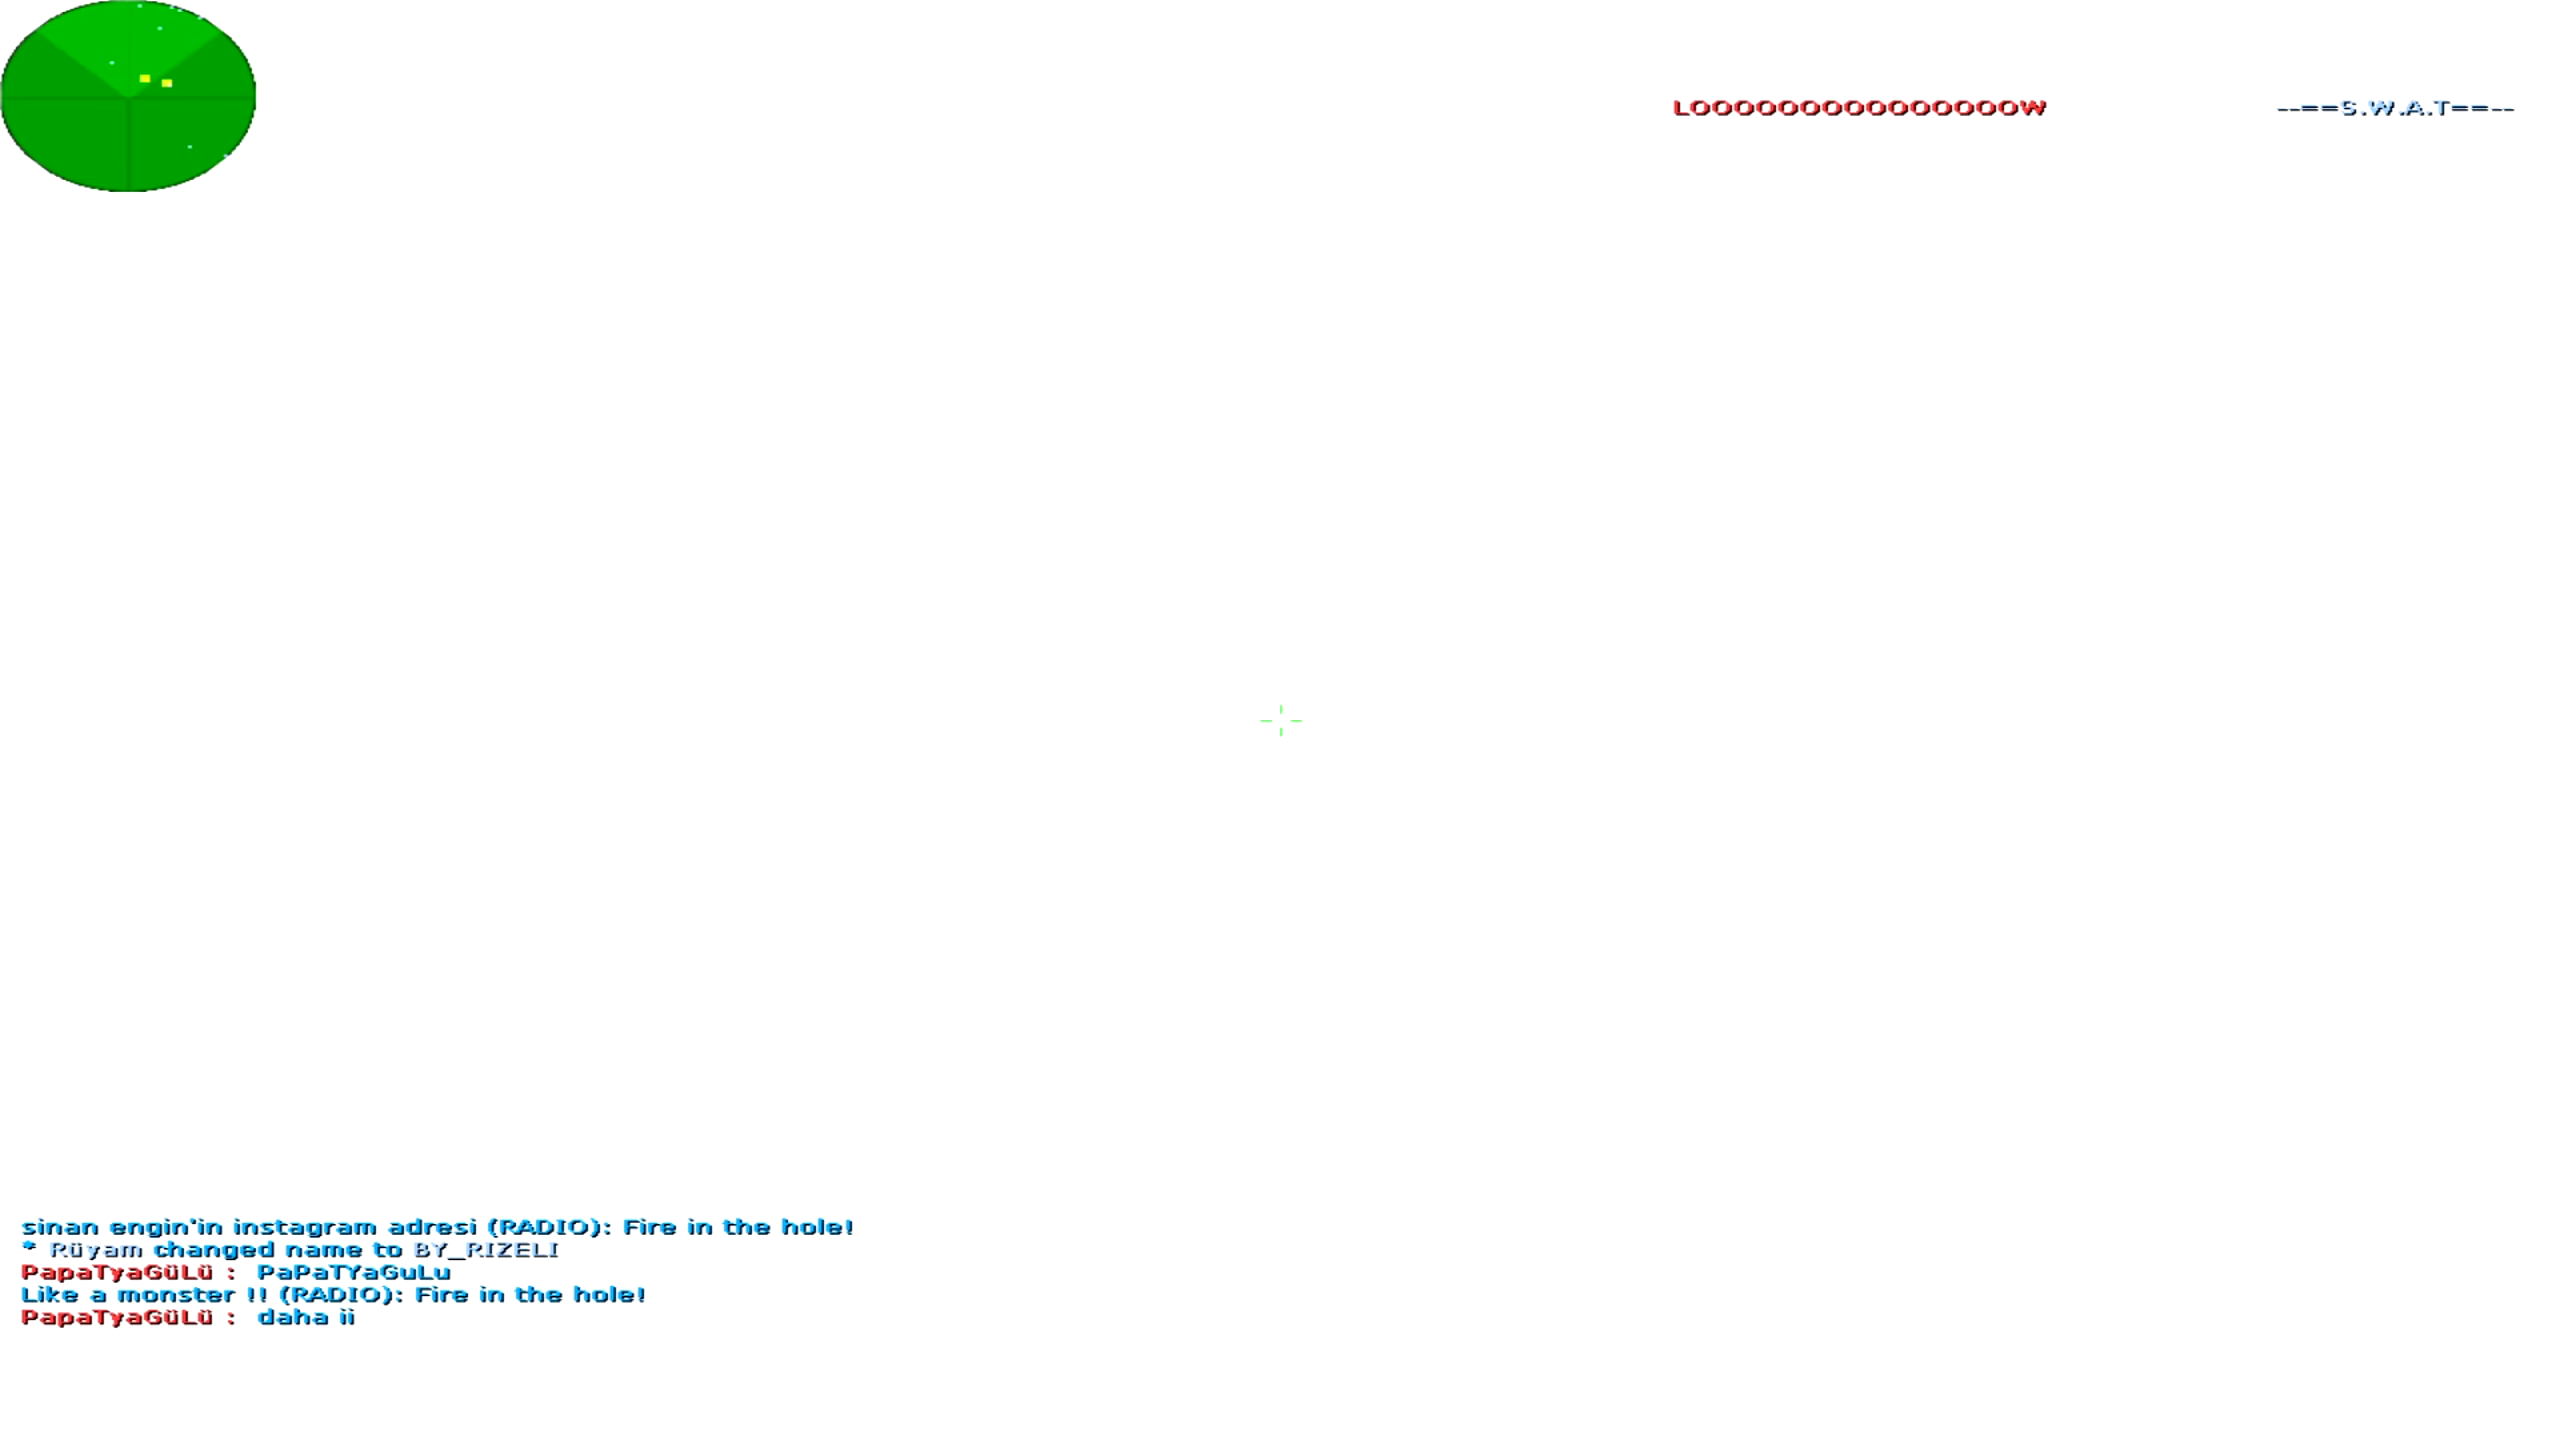 LOOOOOOOOOOOOOOOW --==S.W.A.T==--
sinan engin'in instagram adresi (RADIO): Fire in the hole!
* Rüyam changed name to BY_RIZELI
PapaTyaGüLü : PaPaTYaGuLu
Like a monster !! (RADIO): Fire in the hole!
PapaTyaGüLü : daha ii